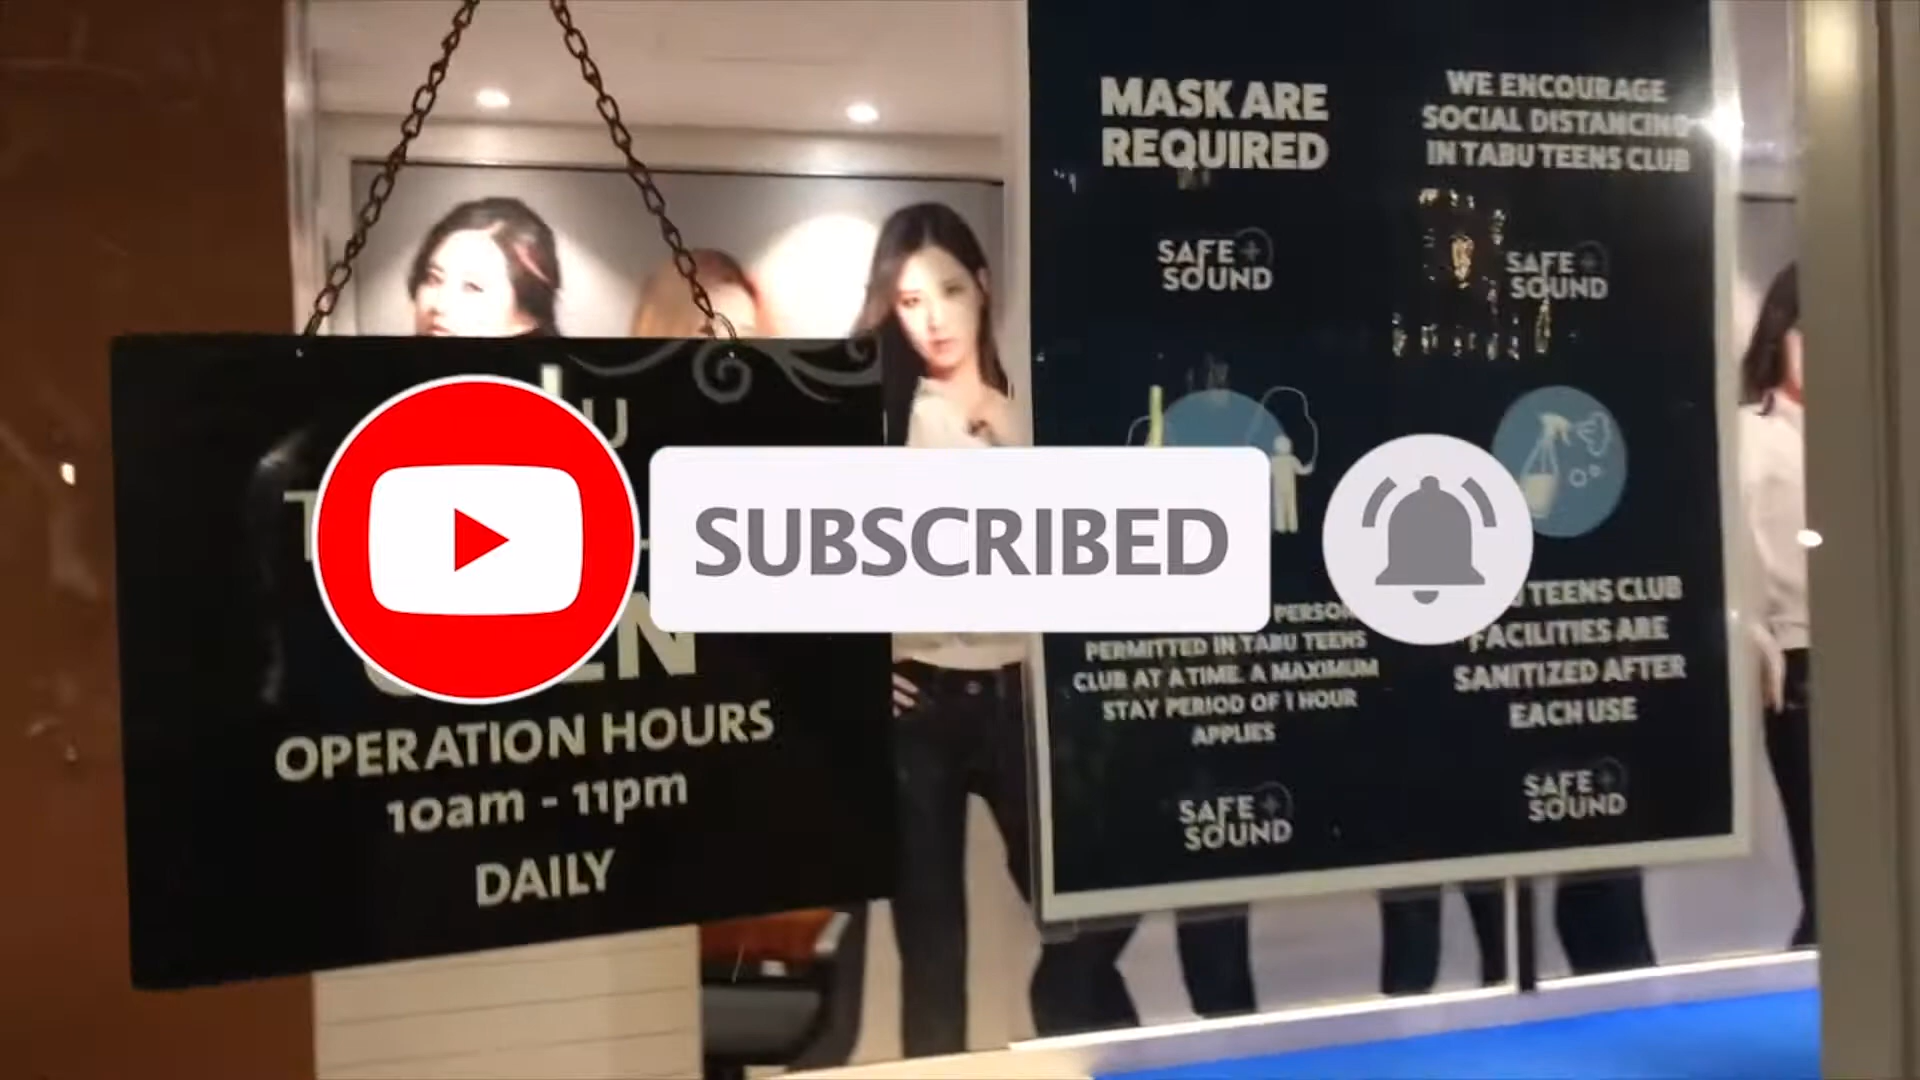 OPERATION HOURS
10am - 11pm
DAILY
SUBSCRIBED
MASK ARE
REQUIRED
SAFE +
SOUND
WE ENCOURAGE
SOCIAL DISTANCING
IN TABU TEENS CLUB
SAFE +
SOUND
PERMITTED IN TABU TEENS
CLUB AT A TIME. A MAXIMUM
STAY PERIOD OF 1 HOUR
APPLIES
SAFE +
SOUND
TEENS CLUB
FACILITIES ARE
SANITIZED AFTER
EACH USE
SAFE +
SOUND